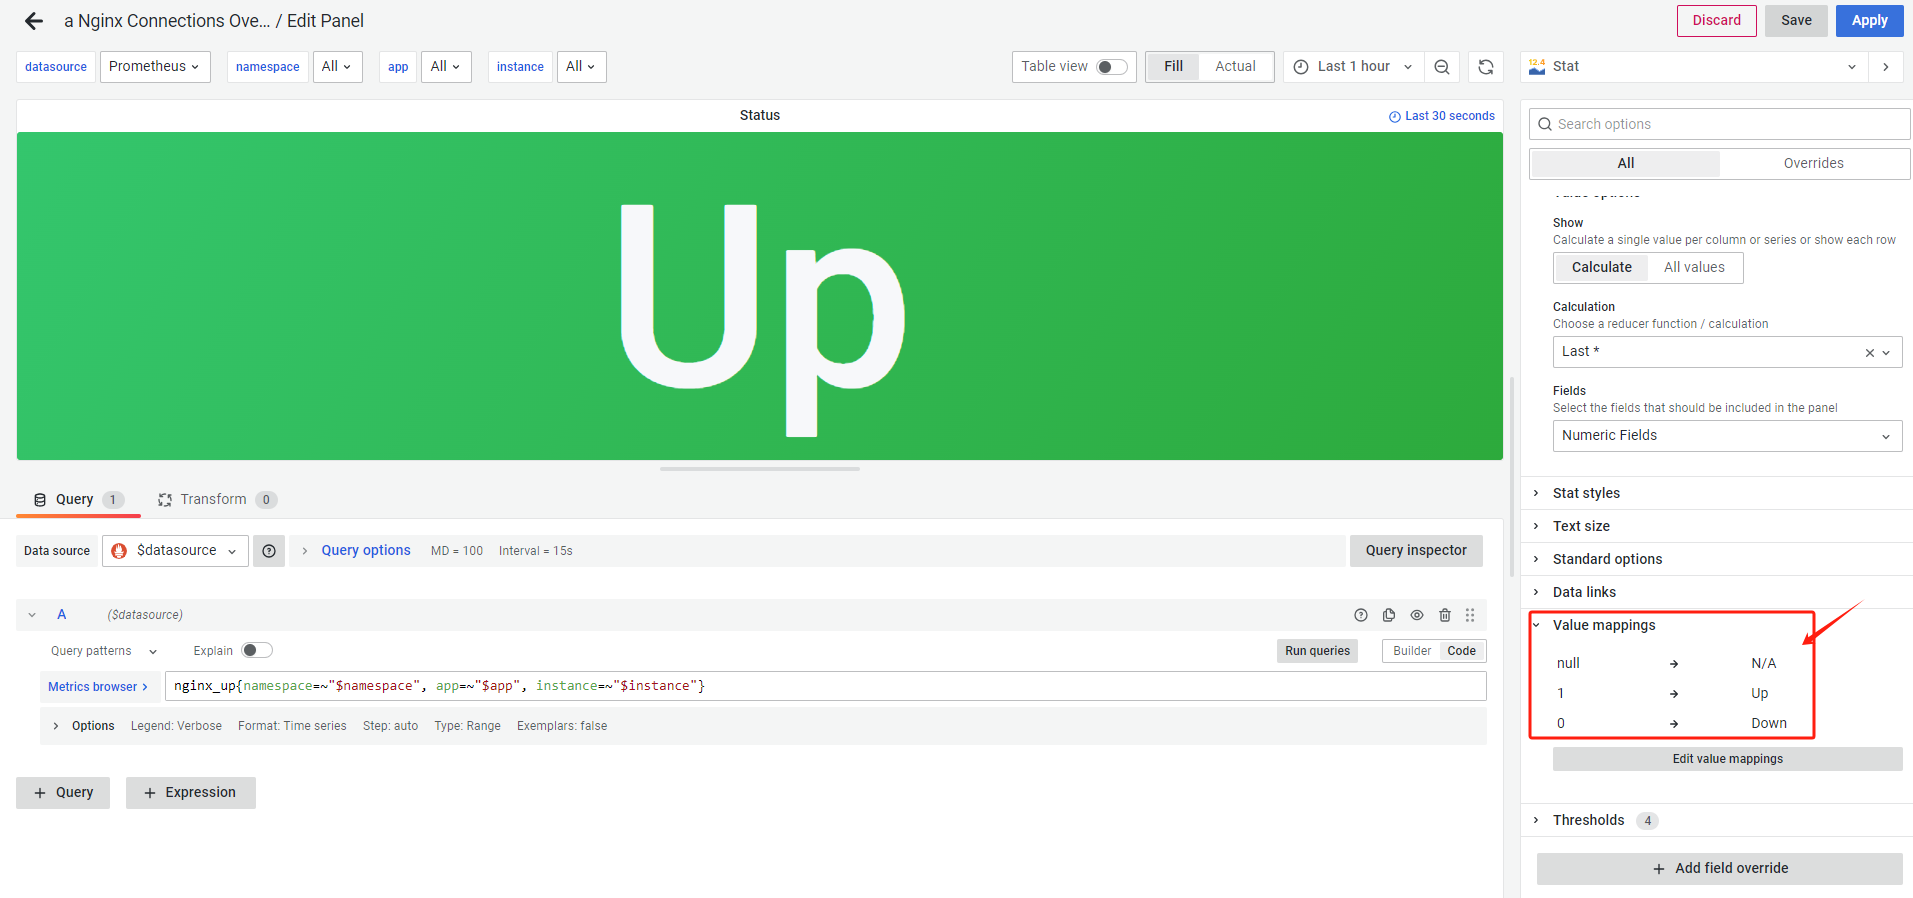 a Nginx Connections Ove... / Edit Panel
Discard
Save
Apply
datasource
Prometheus
namespace
All
app
All
instance
All
Table view
Fill
Actual
Last 1 hour
12.4
Stat
Status
Last 30 seconds
Up
Search options
All
Overrides
Show
Calculate a single value per column or series or show each row
Calculate
All values
Calculation
Choose a reducer function / calculation
Last *
Fields
Select the fields that should be included in the panel
Numeric Fields
Query 1
Transform 0
Stat styles
Text size
Standard options
Data links
Value mappings
null → N/A
1 → Up
0 → Down
Edit value mappings
Thresholds 4
+ Add field override
Data source
$datasource
Query options
MD = 100
Interval = 15s
Query inspector
A
($datasource)
Query patterns
Explain
Run queries
Builder
Code
Metrics browser >
nginx_up{namespace=~"$namespace", app=~"$app", instance=~"$instance"}
Options
Legend: Verbose
Format: Time series
Step: auto
Type: Range
Exemplars: false
+ Query
+ Expression